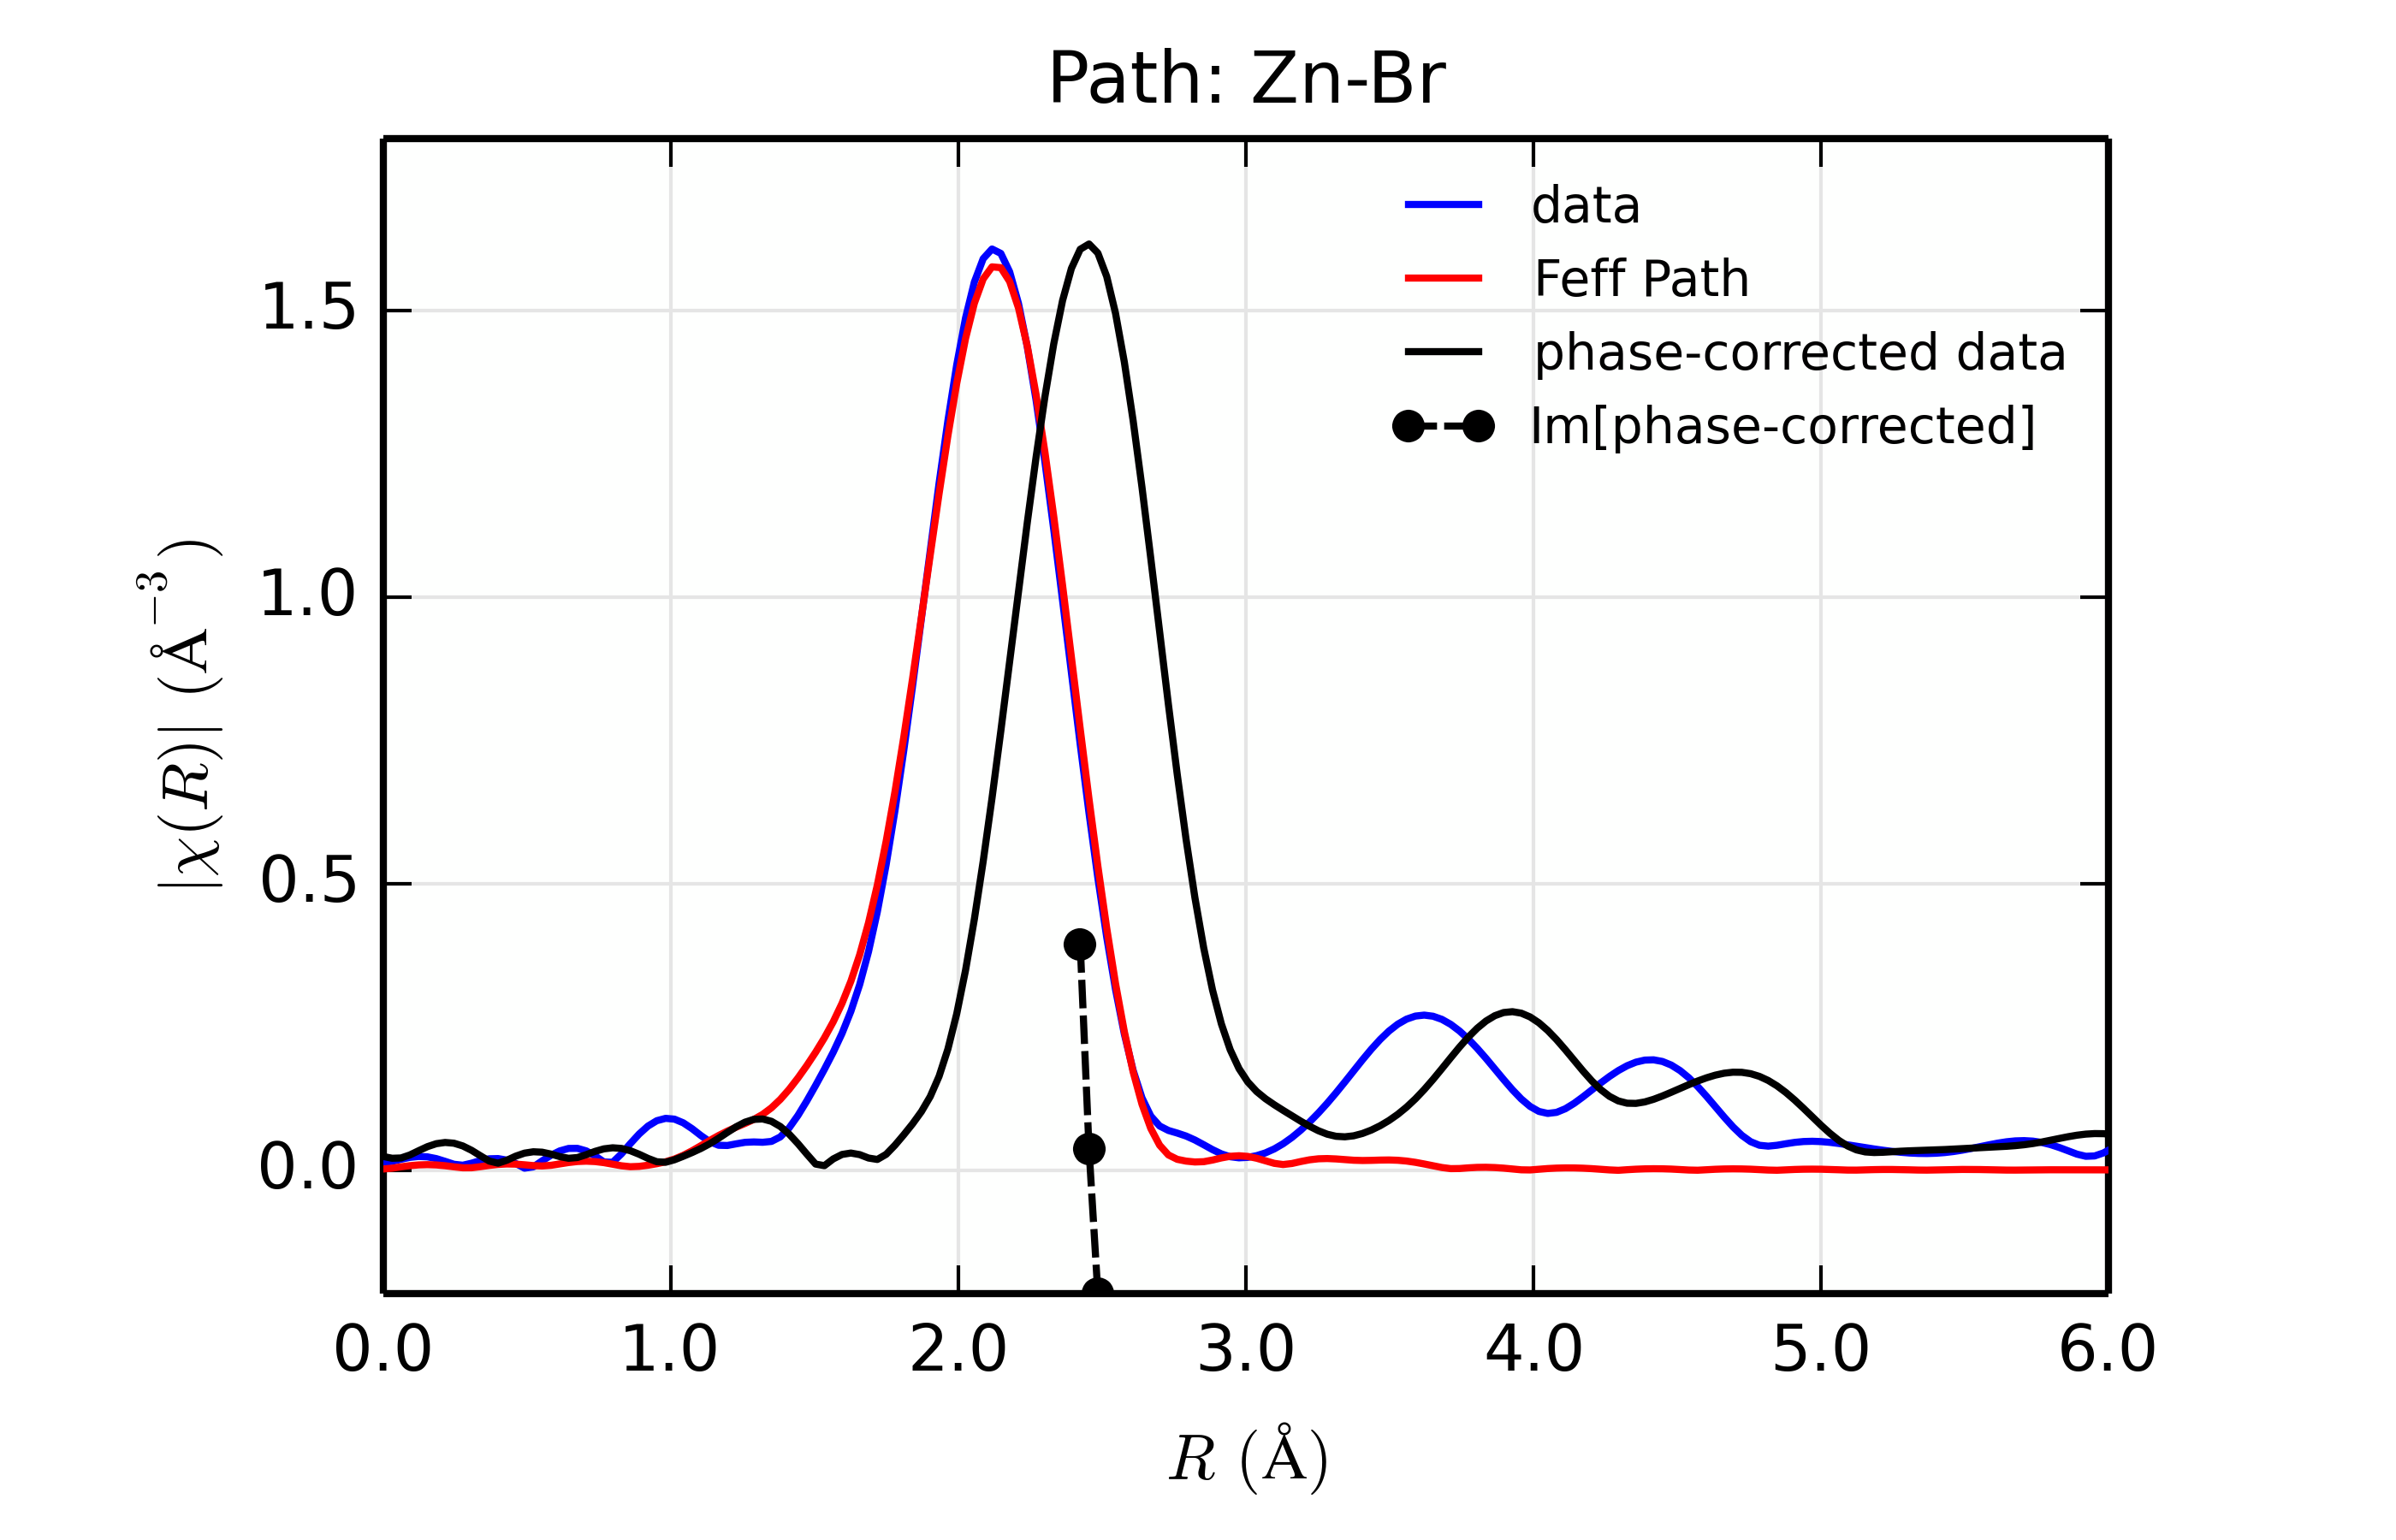 Path: Zn-Br
data
Feff Path
phase-corrected data
Im[phase-corrected]
|χ(R)| (Å⁻³)
1.5
1.0
0.5
0.0
0.0 1.0 2.0 3.0 4.0 5.0 6.0
R (Å)